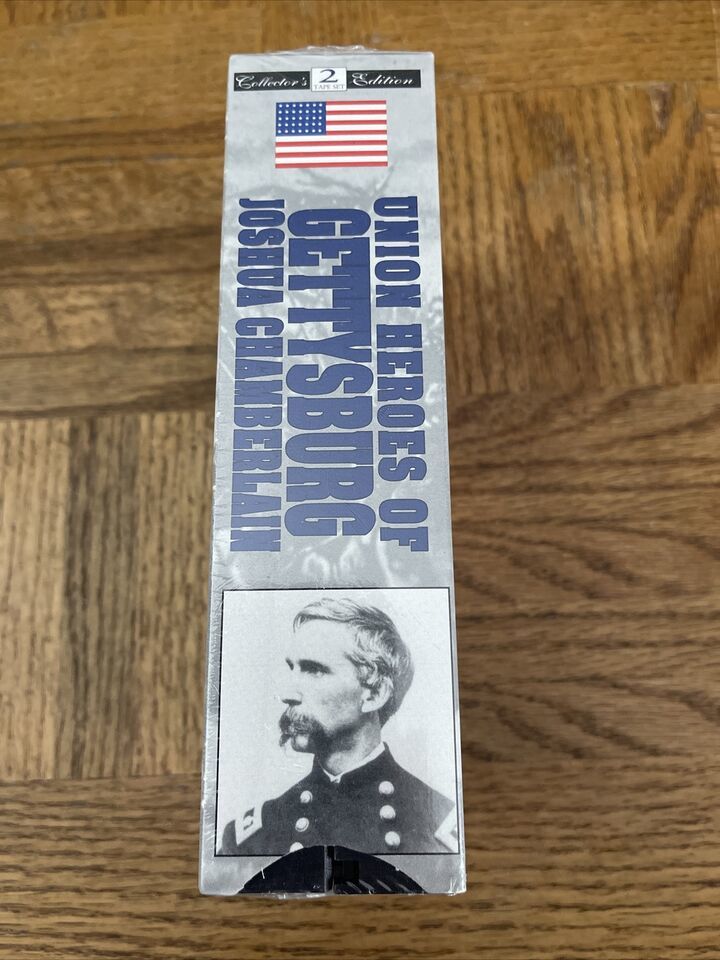 Collector's 2 Edition
TAPE SET
UNION HEROES OF
GETTYSBURG
JOSHUA CHAMBERLAIN